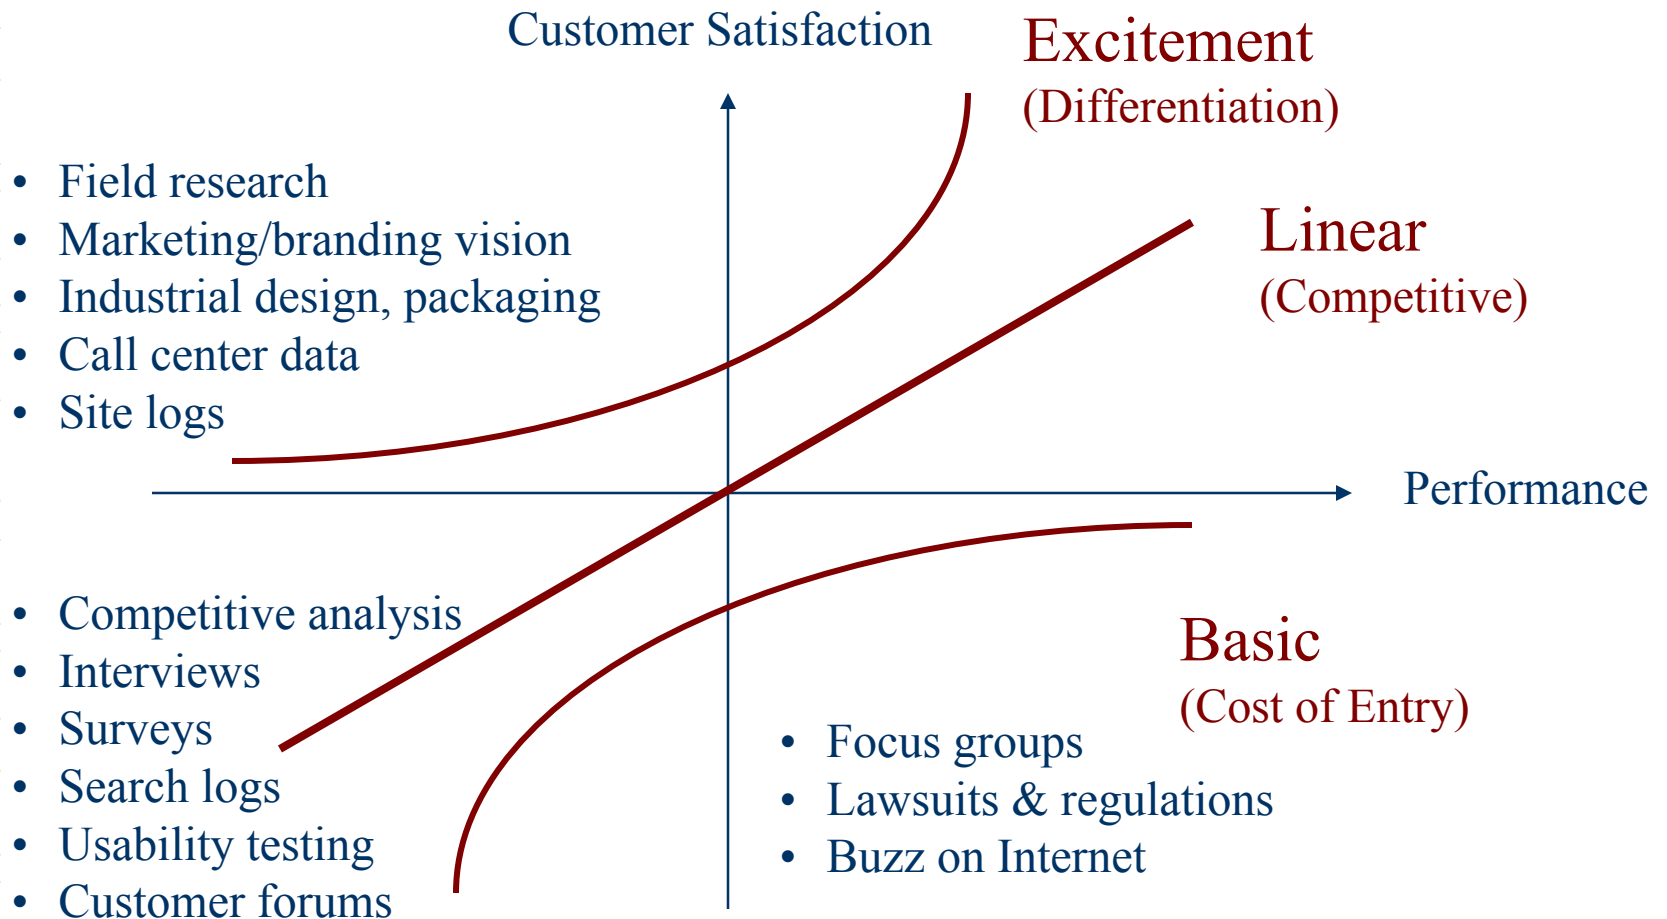 Customer Satisfaction
Excitement
(Differentiation)
• Field research
• Marketing/branding vision
• Industrial design, packaging
• Call center data
• Site logs
Linear
(Competitive)
Performance
• Competitive analysis
• Interviews
• Surveys
• Search logs
• Usability testing
• Customer forums
Basic
(Cost of Entry)
• Focus groups
• Lawsuits & regulations
• Buzz on Internet